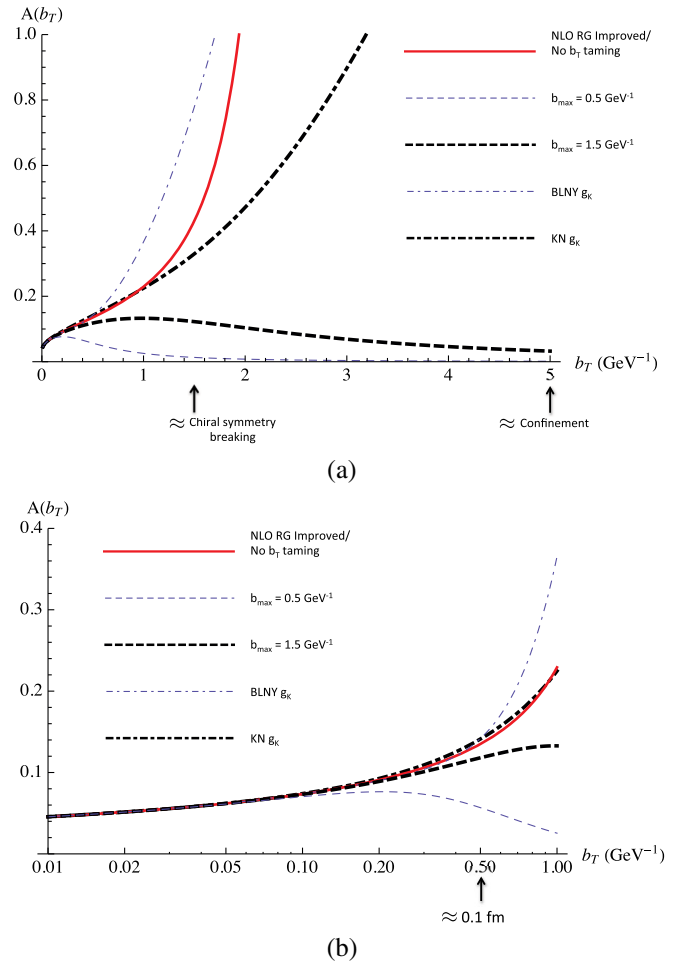 A(b_T)
1.0
0.8
0.6
0.4
0.2
0
1
2
3
4
5
b_T (GeV⁻¹)
NLO RG Improved/
No b_T taming
b_max = 0.5 GeV⁻¹
b_max = 1.5 GeV⁻¹
BLNY g_K
KN g_K
≈ Chiral symmetry
breaking
≈ Confinement
(a)
A(b_T)
0.4
0.3
0.2
0.1
NLO RG Improved/
No b_T taming
b_max = 0.5 GeV⁻¹
b_max = 1.5 GeV⁻¹
BLNY g_K
KN g_K
0.01
0.02
0.05
0.10
0.20
0.50
1.00
b_T (GeV⁻¹)
≈ 0.1 fm
(b)